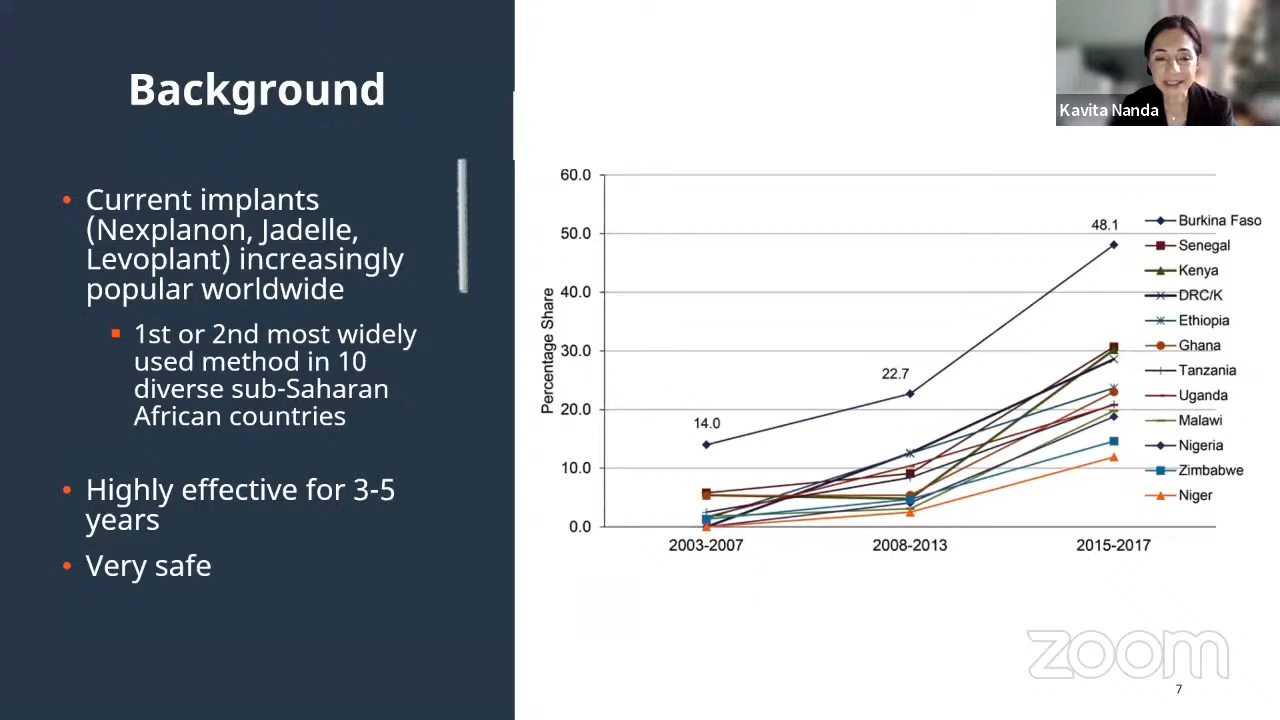 Background
• Current implants
(Nexplanon, Jadelle,
Levoplant) increasingly
popular worldwide
▪ 1st or 2nd most widely
used method in 10
diverse sub-Saharan
African countries
• Highly effective for 3-5
years
• Very safe
Kavita Nanda
Percentage Share
60.0
50.0
40.0
30.0
20.0
10.0
0.0
14.0
22.7
48.1
2003-2007
2008-2013
2015-2017
Burkina Faso
Senegal
Kenya
DRC/K
Ethiopia
Ghana
Tanzania
Uganda
Malawi
Nigeria
Zimbabwe
Niger
zoom
7